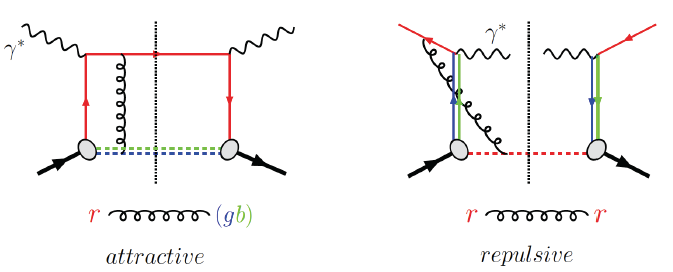 γ* γ*
r (gb) r r
attractive repulsive